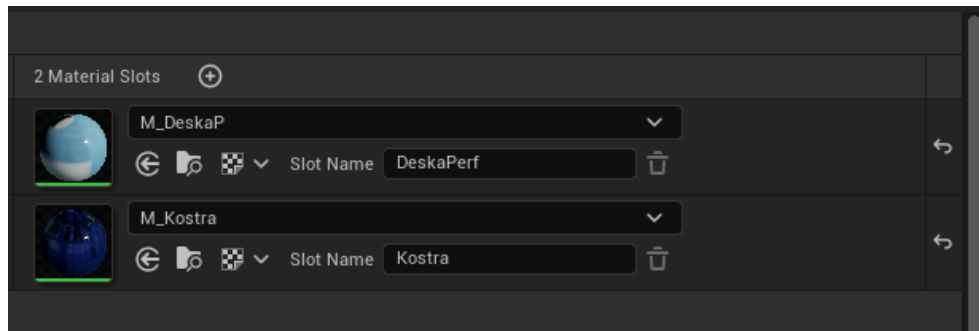 2 Material Slots
M_DeskaP
Slot Name DeskaPerf
M_Kostra
Slot Name Kostra